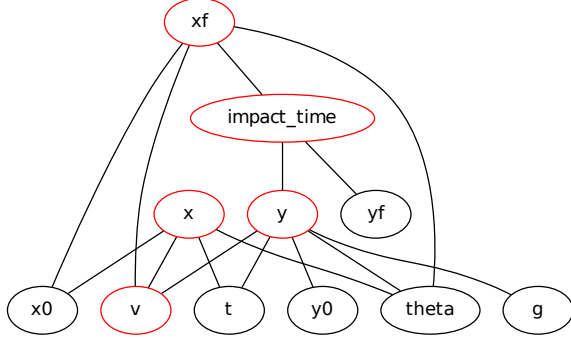 xf
impact_time
x y yf
x0 v t y0 theta g